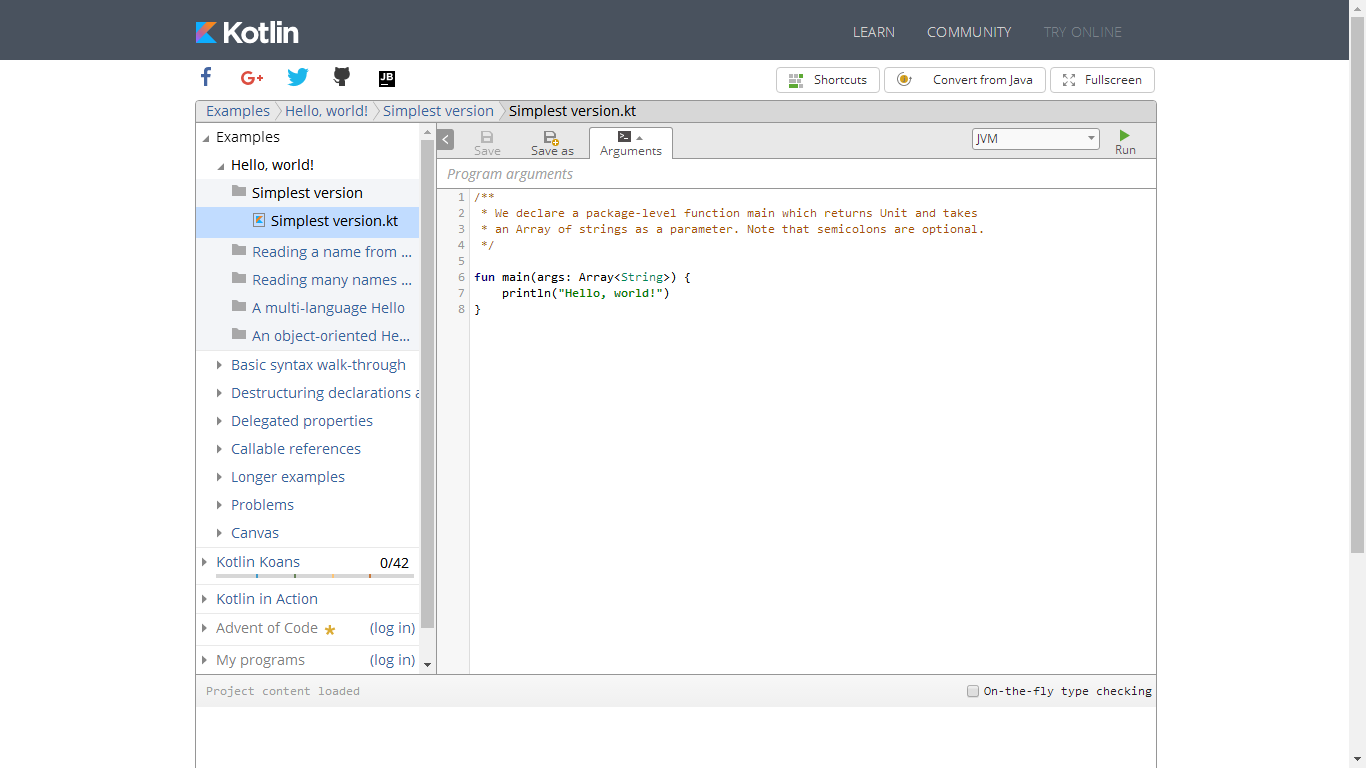 Kotlin
LEARN COMMUNITY TRY ONLINE
f G+ JB
Shortcuts Convert from Java Fullscreen
Examples Hello, world! Simplest version Simplest version.kt
Examples
Hello, world!
Simplest version
Simplest version.kt
Reading a name from ...
Reading many names ...
A multi-language Hello
An object-oriented He...
Basic syntax walk-through
Destructuring declarations a
Delegated properties
Callable references
Longer examples
Problems
Canvas
Kotlin Koans 0/42
Kotlin in Action
Advent of Code (log in)
My programs (log in)
Save Save as Arguments JVM Run
Program arguments
1 /**
2 * We declare a package-level function main which returns Unit and takes
3 * an Array of strings as a parameter. Note that semicolons are optional.
4 */
5
6 fun main(args: Array<String>) {
7 println("Hello, world!")
8 }
Project content loaded On-the-fly type checking